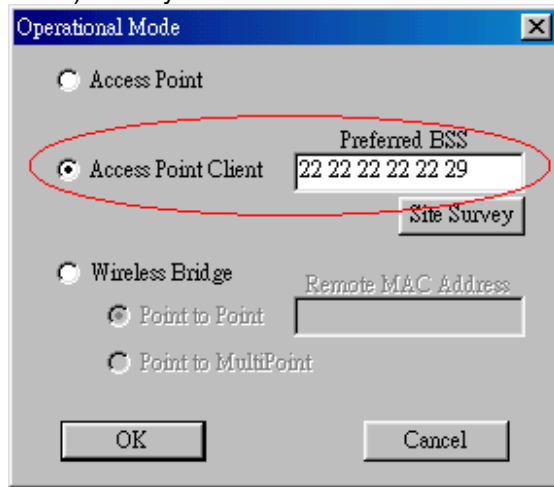 Operational Mode
Access Point
Preferred BSS
Access Point Client 22 22 22 22 22 29
Site Survey
Wireless Bridge
Remote MAC Address
Point to Point
Point to MultiPoint
OK Cancel